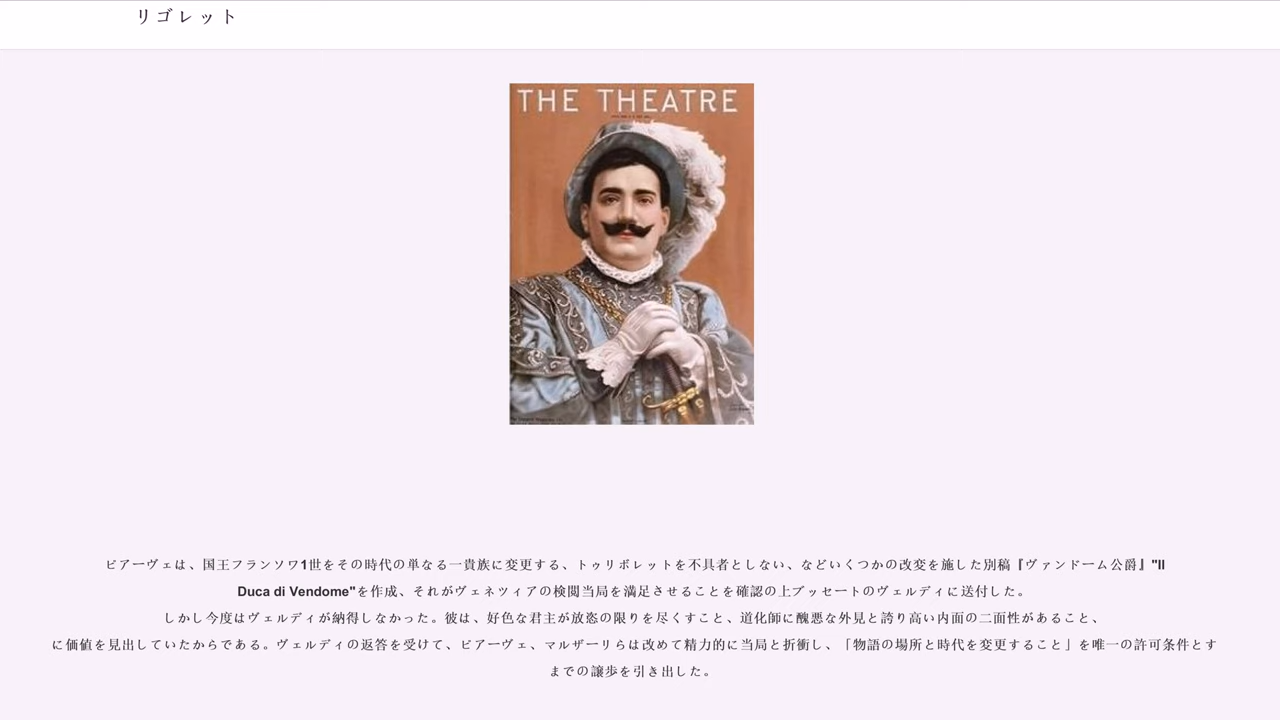 リゴレット
THE THEATRE
ピアーヴェは、国王フランソワ1世をその時代の単なる一貴族に変更する、トゥリボレットを不具者としない、などいくつかの改変を施した別稿『ヴァンドーム公爵』"Il
Duca di Vendome"を作成、それがヴェネツィアの検閲当局を満足させることを確認の上ブッセートのヴェルディに送付した。
しかし今度はヴェルディが納得しなかった。彼は、好色な君主が放恣の限りを尽くすこと、道化師に醜悪な外見と誇り高い内面の二面性があること、
に価値を見出していたからである。ヴェルディの返答を受けて、ピアーヴェ、マルザーリらは改めて精力的に当局と折衝し、「物語の場所と時代を変更すること」を唯一の許可条件とす
までの譲歩を引き出した。